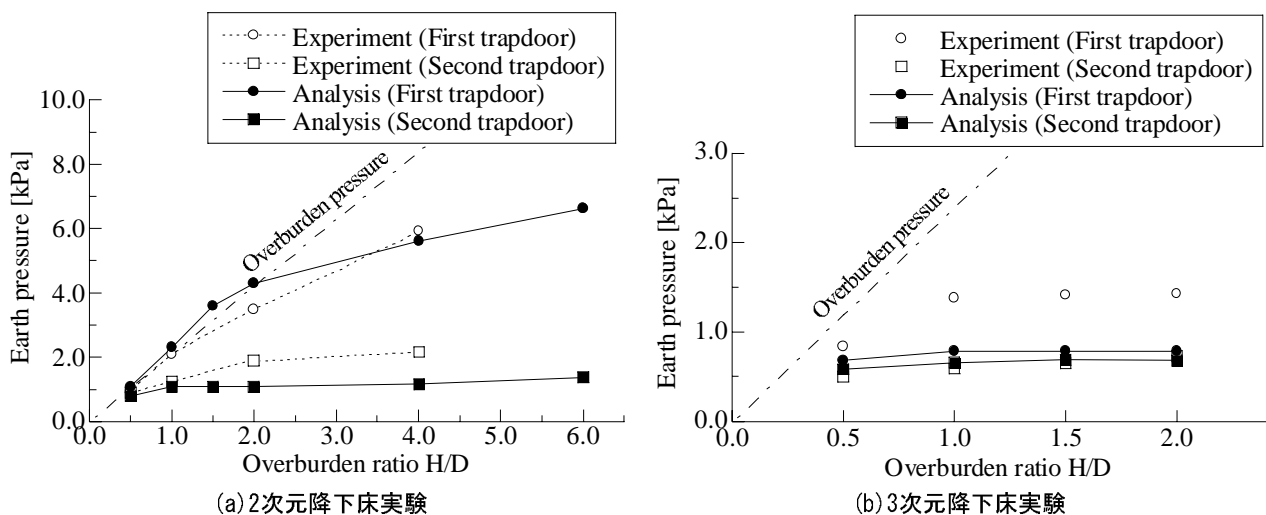 Experiment (First trapdoor)
Experiment (Second trapdoor)
Analysis (First trapdoor)
Analysis (Second trapdoor)
10.0
8.0
6.0
4.0
2.0
0.0
Earth pressure [kPa]
Overburden pressure
0.0 1.0 2.0 3.0 4.0 5.0 6.0
Overburden ratio H/D
(a)2次元降下床実験
Experiment (First trapdoor)
Experiment (Second trapdoor)
Analysis (First trapdoor)
Analysis (Second trapdoor)
3.0
2.0
1.0
0.0
Earth pressure [kPa]
Overburden pressure
0.0 0.5 1.0 1.5 2.0
Overburden ratio H/D
(b)3次元降下床実験